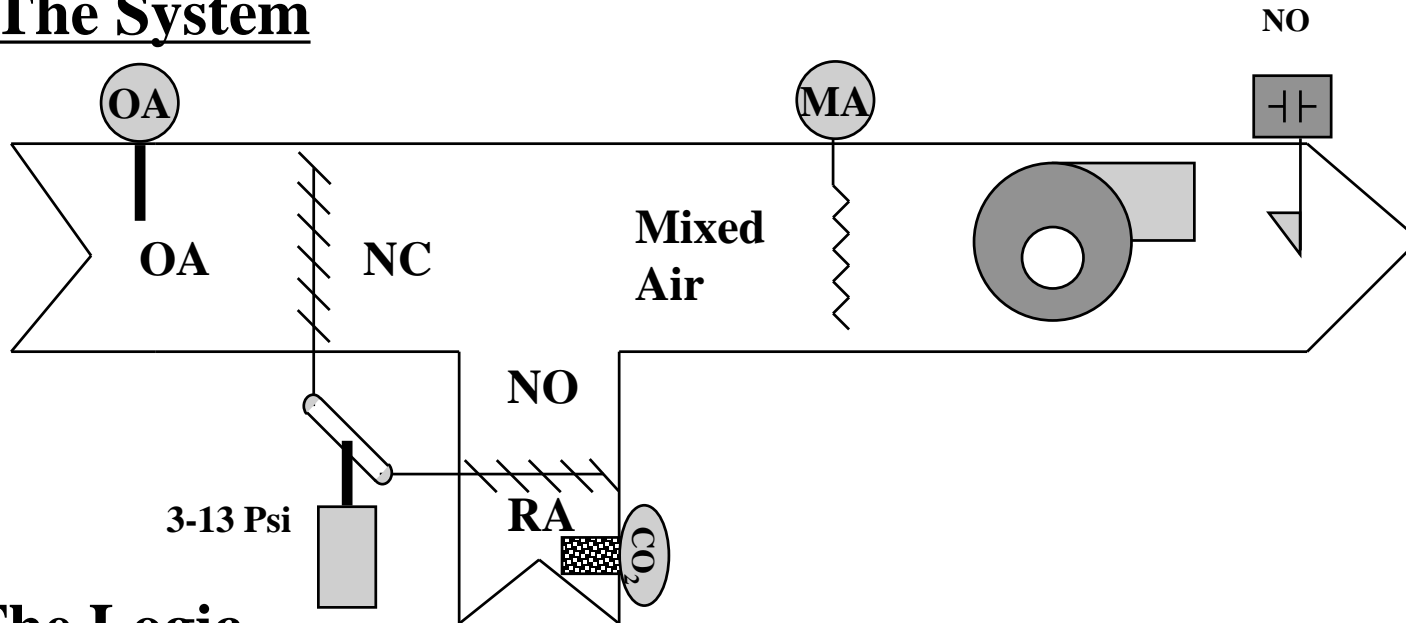 The System
NO
OA
MA
OA
NC
Mixed
Air
NO
3-13 Psi
RA
CO₂
The Logic